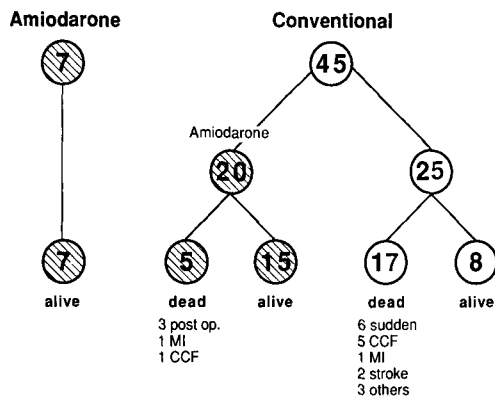 Amiodarone Conventional
7 45
Amiodarone
20 25
7 5 15 17 8
alive dead alive dead alive
3 post op. 6 sudden
1 MI 5 CCF
1 CCF 1 MI
2 stroke
3 others